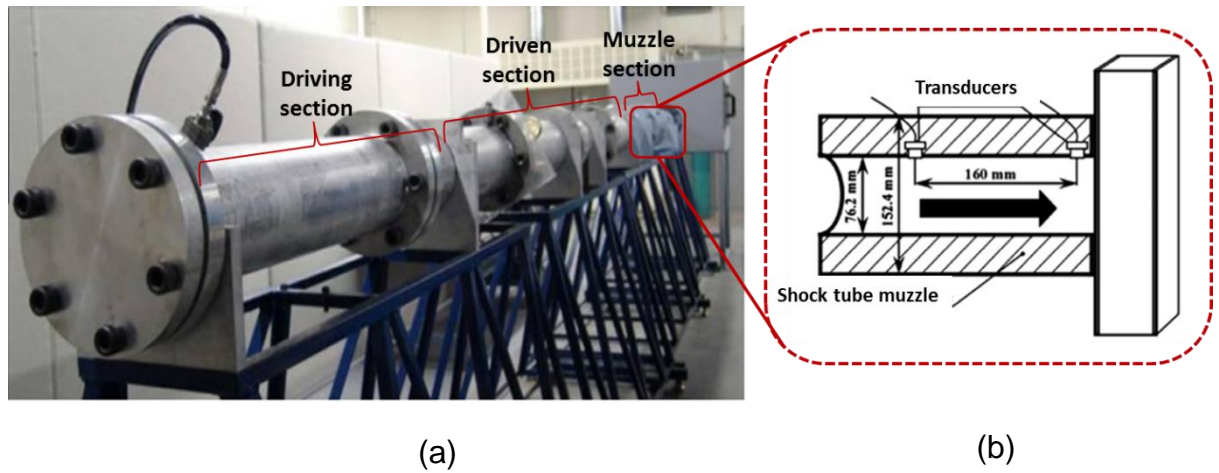 Driving
section
Driven
section
Muzzle
section
Transducers
160 mm
76.2 mm
152.4 mm
Shock tube muzzle
(a)
(b)